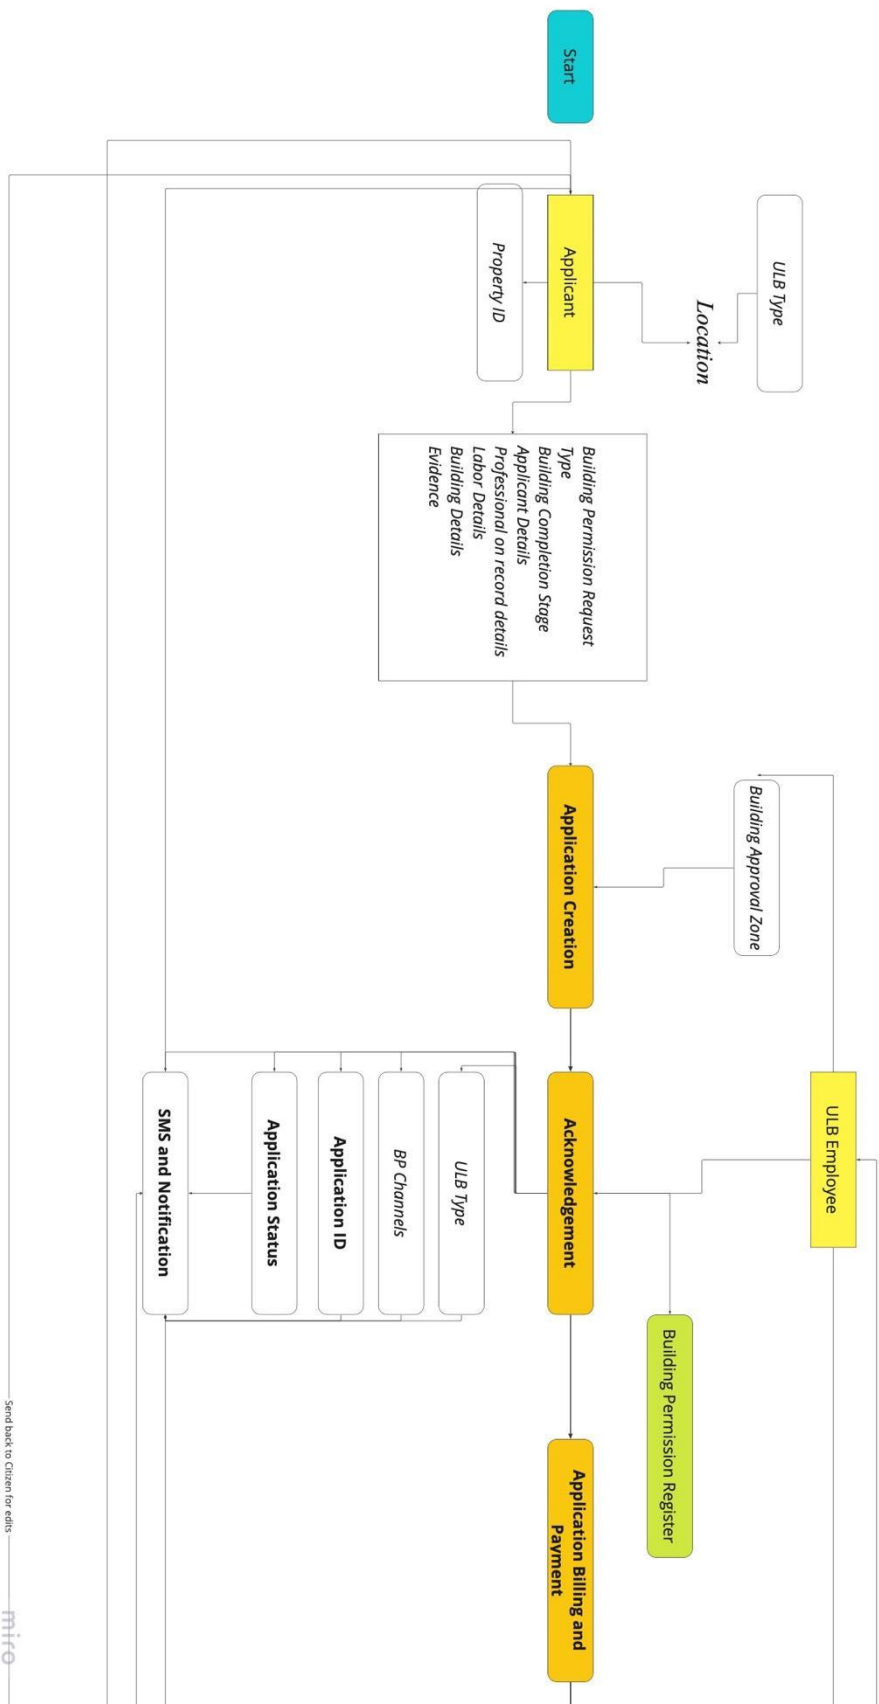 Start
ULB Type
Location
Applicant
Property ID
Building Permission Request
Type
Building Completion Stage
Applicant Details
Professional on record details
Labor Details
Building Details
Evidence
Building Approval Zone
Application Creation
ULB Employee
Acknowledgement
ULB Type
BP Channels
Application ID
Application Status
SMS and Notification
Building Permission Register
Application Billing and
Payment
Send back to Citizen for edits
miro